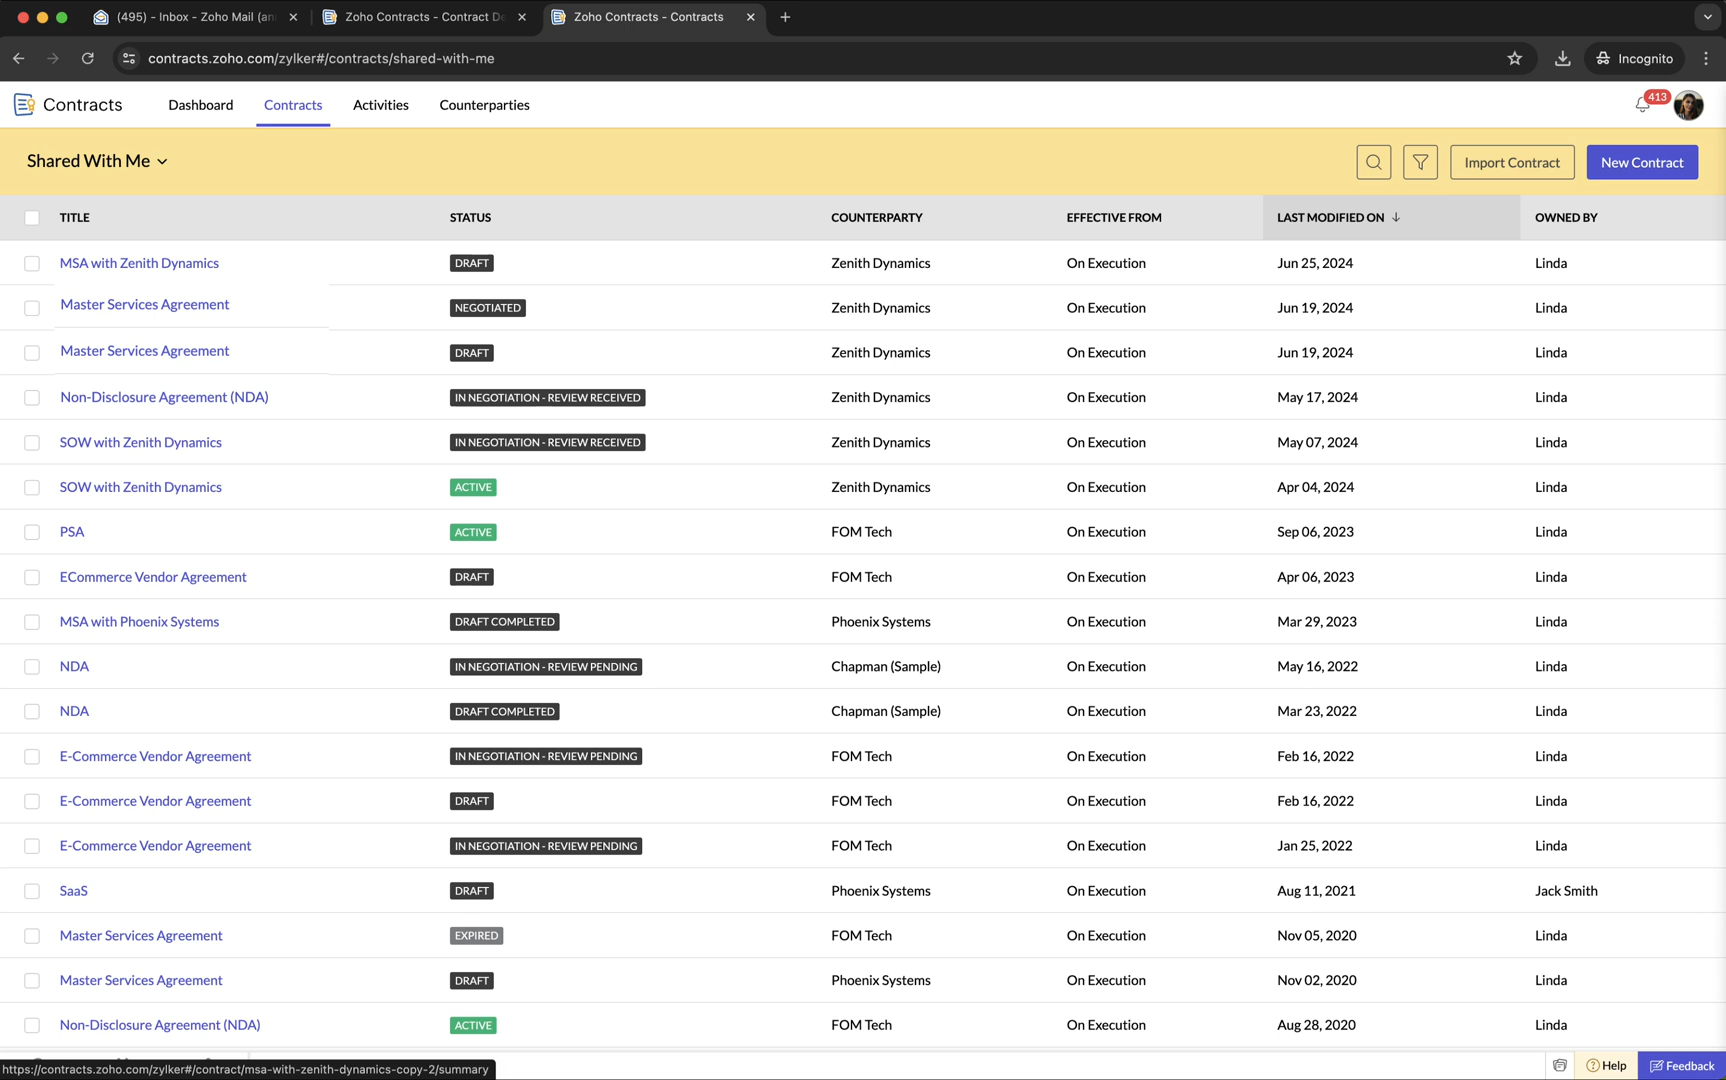 (495) - Inbox - Zoho Mail (an
Zoho Contracts - Contract De
Zoho Contracts - Contracts
contracts.zoho.com/zylker#/contracts/shared-with-me
Incognito
Contracts
Dashboard
Contracts
Activities
Counterparties
413
Shared With Me
Import Contract
New Contract
TITLE STATUS COUNTERPARTY EFFECTIVE FROM LAST MODIFIED ON OWNED BY
MSA with Zenith Dynamics DRAFT Zenith Dynamics On Execution Jun 25, 2024 Linda
Master Services Agreement NEGOTIATED Zenith Dynamics On Execution Jun 19, 2024 Linda
Master Services Agreement DRAFT Zenith Dynamics On Execution Jun 19, 2024 Linda
Non-Disclosure Agreement (NDA) IN NEGOTIATION - REVIEW RECEIVED Zenith Dynamics On Execution May 17, 2024 Linda
SOW with Zenith Dynamics IN NEGOTIATION - REVIEW RECEIVED Zenith Dynamics On Execution May 07, 2024 Linda
SOW with Zenith Dynamics ACTIVE Zenith Dynamics On Execution Apr 04, 2024 Linda
PSA ACTIVE FOM Tech On Execution Sep 06, 2023 Linda
ECommerce Vendor Agreement DRAFT FOM Tech On Execution Apr 06, 2023 Linda
MSA with Phoenix Systems DRAFT COMPLETED Phoenix Systems On Execution Mar 29, 2023 Linda
NDA IN NEGOTIATION - REVIEW PENDING Chapman (Sample) On Execution May 16, 2022 Linda
NDA DRAFT COMPLETED Chapman (Sample) On Execution Mar 23, 2022 Linda
E-Commerce Vendor Agreement IN NEGOTIATION - REVIEW PENDING FOM Tech On Execution Feb 16, 2022 Linda
E-Commerce Vendor Agreement DRAFT FOM Tech On Execution Feb 16, 2022 Linda
E-Commerce Vendor Agreement IN NEGOTIATION - REVIEW PENDING FOM Tech On Execution Jan 25, 2022 Linda
SaaS DRAFT Phoenix Systems On Execution Aug 11, 2021 Jack Smith
Master Services Agreement EXPIRED FOM Tech On Execution Nov 05, 2020 Linda
Master Services Agreement DRAFT Phoenix Systems On Execution Nov 02, 2020 Linda
Non-Disclosure Agreement (NDA) ACTIVE FOM Tech On Execution Aug 28, 2020 Linda
https://contracts.zoho.com/zylker#/contract/msa-with-zenith-dynamics-copy-2/summary
Help
Feedback